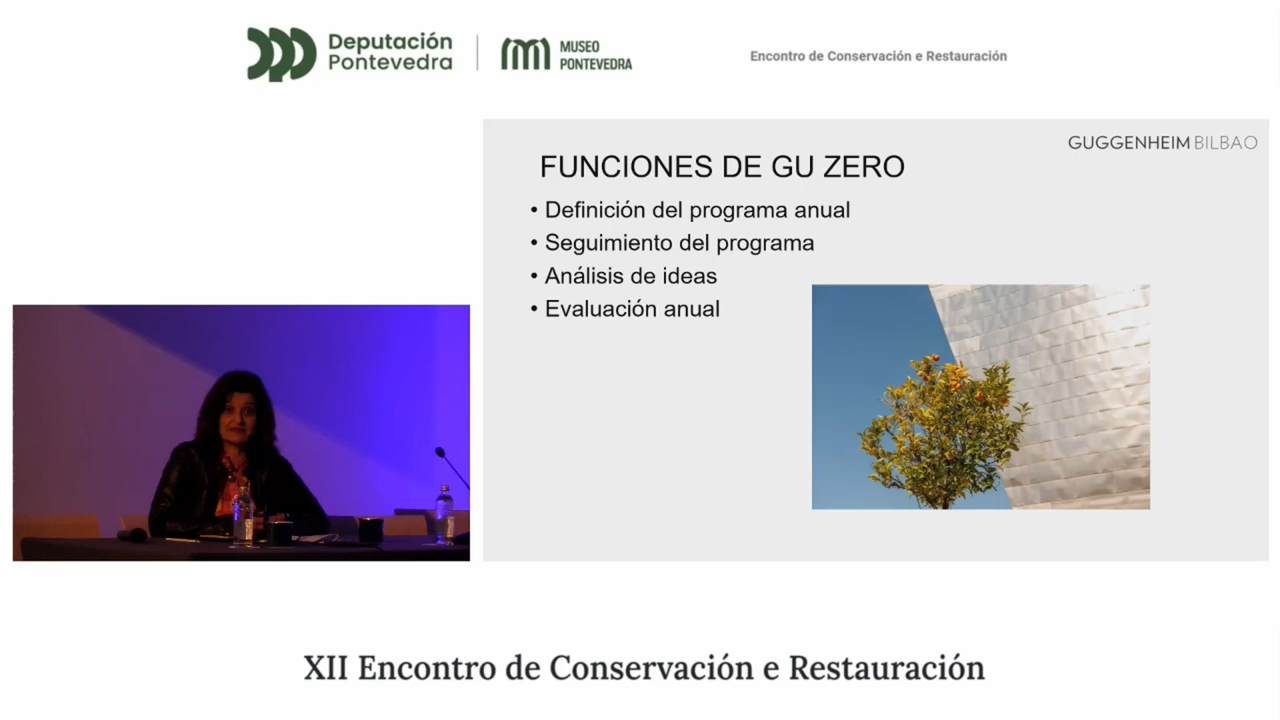 Deputación
Pontevedra
MUSEO
PONTEVEDRA
Encontro de Conservación e Restauración
GUGGENHEIM BILBAO
FUNCIONES DE GU ZERO
• Definición del programa anual
• Seguimiento del programa
• Análisis de ideas
• Evaluación anual
XII Encontro de Conservación e Restauración